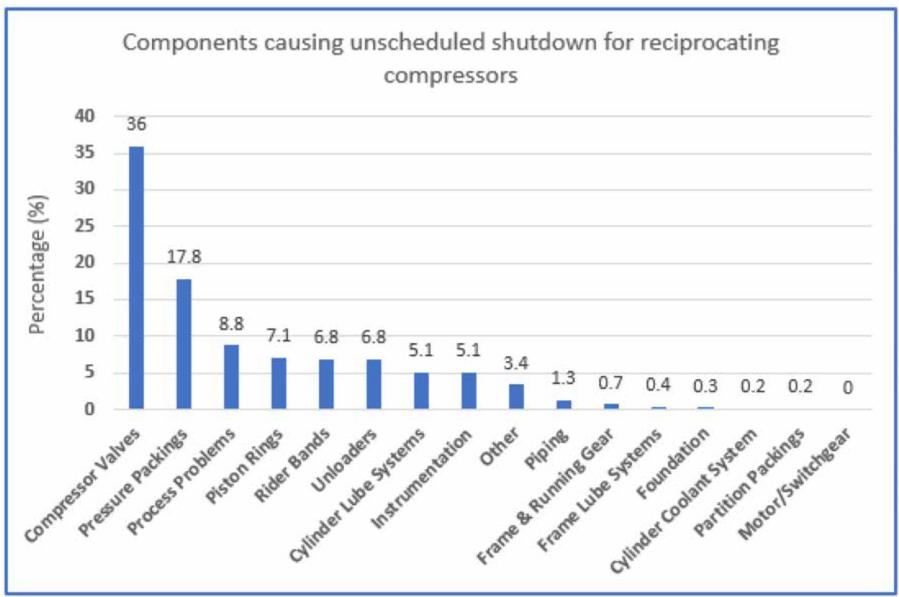 Components causing unscheduled shutdown for reciprocating
compressors
Percentage (%)
40
35
30
25
20
15
10
5
0
36
17.8
8.8
7.1
6.8
6.8
5.1
5.1
3.4
1.3
0.7
0.4
0.3
0.2
0.2
0
Compressor Valves
Pressure Packings
Process Problems
Piston Rings
Rider Bands
Unloaders
Cylinder Lube Systems
Instrumentation
Other
Piping
Frame & Running Gear
Frame Lube Systems
Foundation
Cylinder Coolant System
Partition Packings
Motor/Switchgear